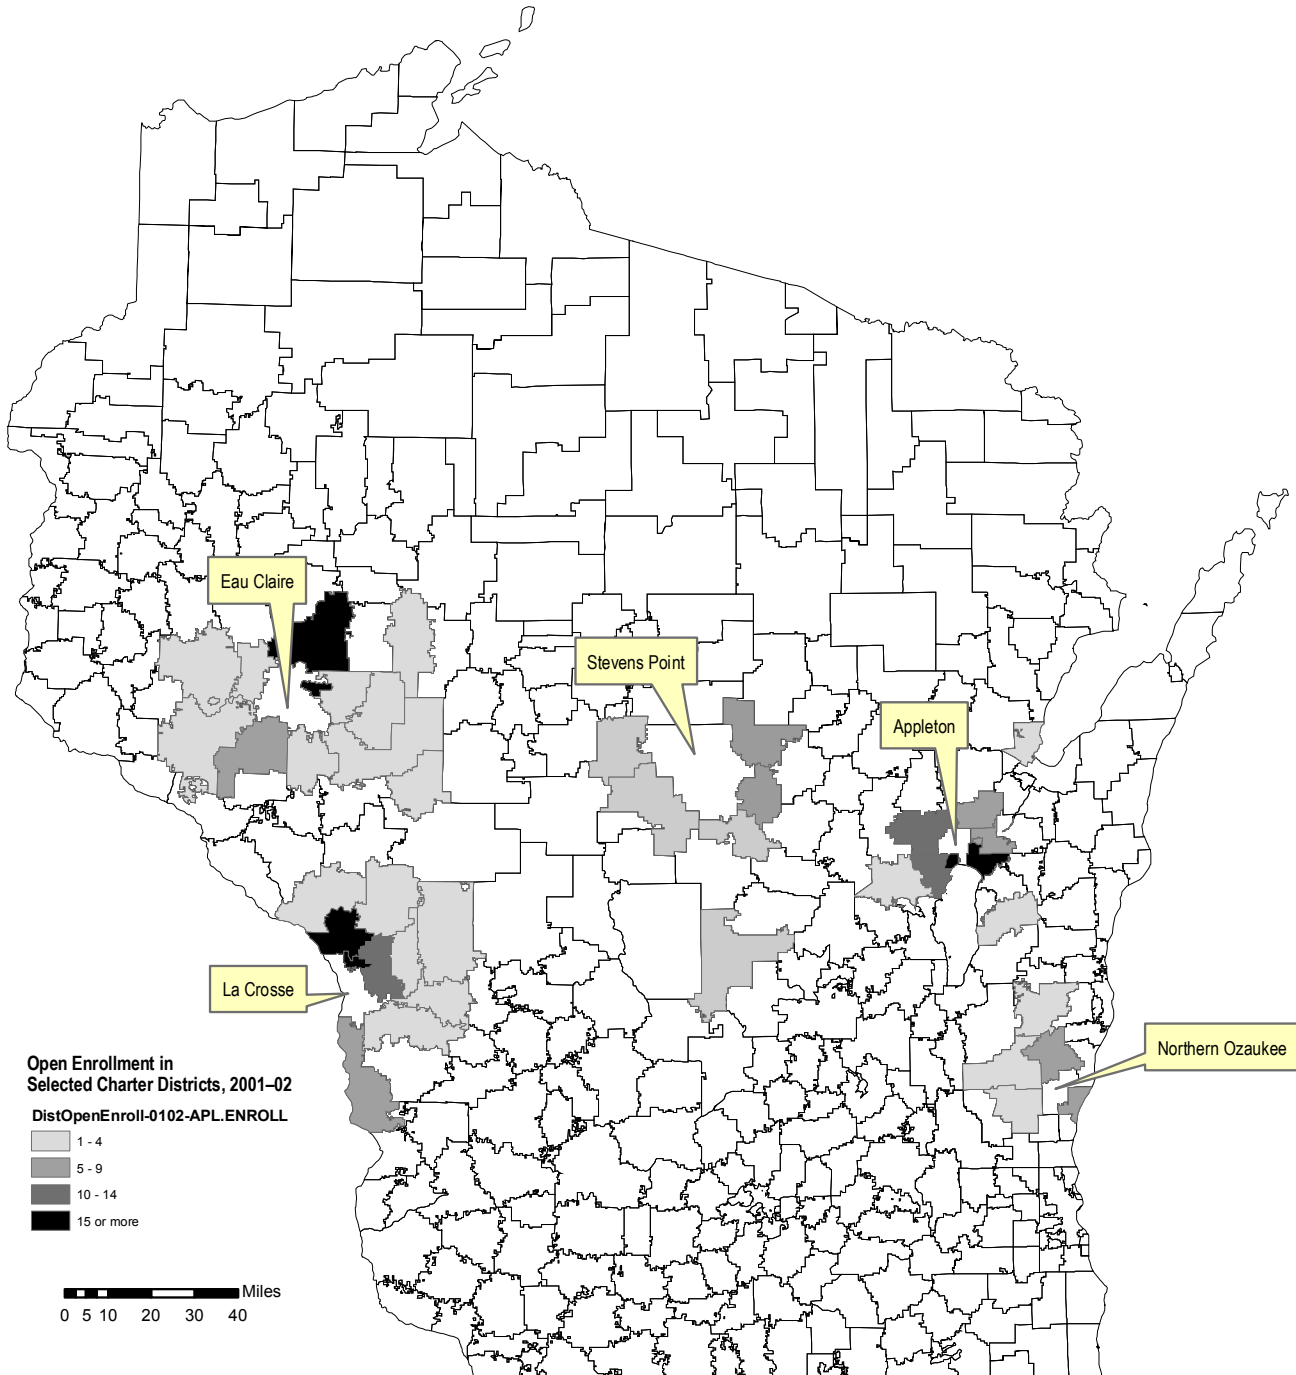 Eau Claire
Stevens Point
Appleton
La Crosse
Northern Ozaukee
Open Enrollment in
Selected Charter Districts, 2001–02
DistOpenEnroll-0102-APL.ENROLL
1 - 4
5 - 9
10 - 14
15 or more
Miles
0 5 10 20 30 40